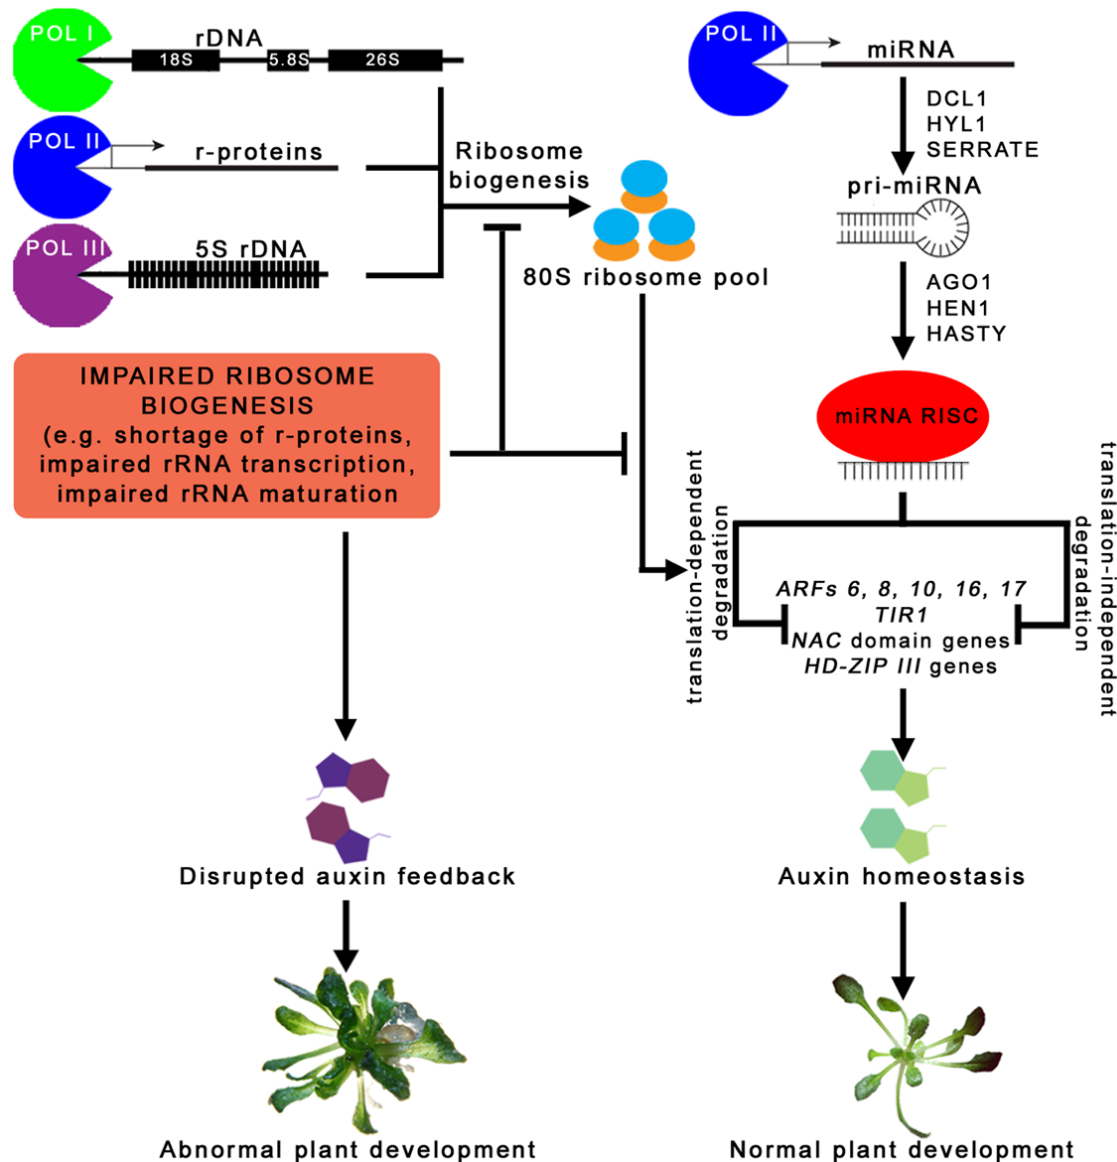 POL I
rDNA
18S
5.8S
26S
POL II
r-proteins
POL III
5S rDNA
Ribosome
biogenesis
80S ribosome pool
IMPAIRED RIBOSOME
BIOGENESIS
(e.g. shortage of r-proteins,
impaired rRNA transcription,
impaired rRNA maturation
Disrupted auxin feedback
Abnormal plant development
POL II
miRNA
DCL1
HYL1
SERRATE
pri-miRNA
AGO1
HEN1
HASTY
miRNA RISC
translation-dependent
degradation
translation-independent
degradation
ARFs 6, 8, 10, 16, 17
TIR1
NAC domain genes
HD-ZIP III genes
Auxin homeostasis
Normal plant development